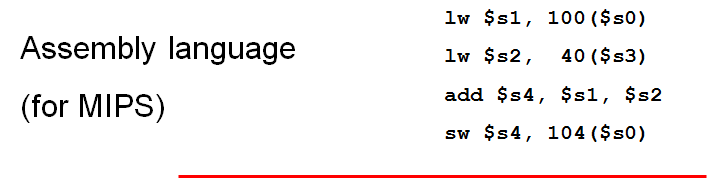 Assembly language
(for MIPS)
lw $s1, 100($s0)
lw $s2,  40($s3)
add $s4, $s1, $s2
sw $s4, 104($s0)